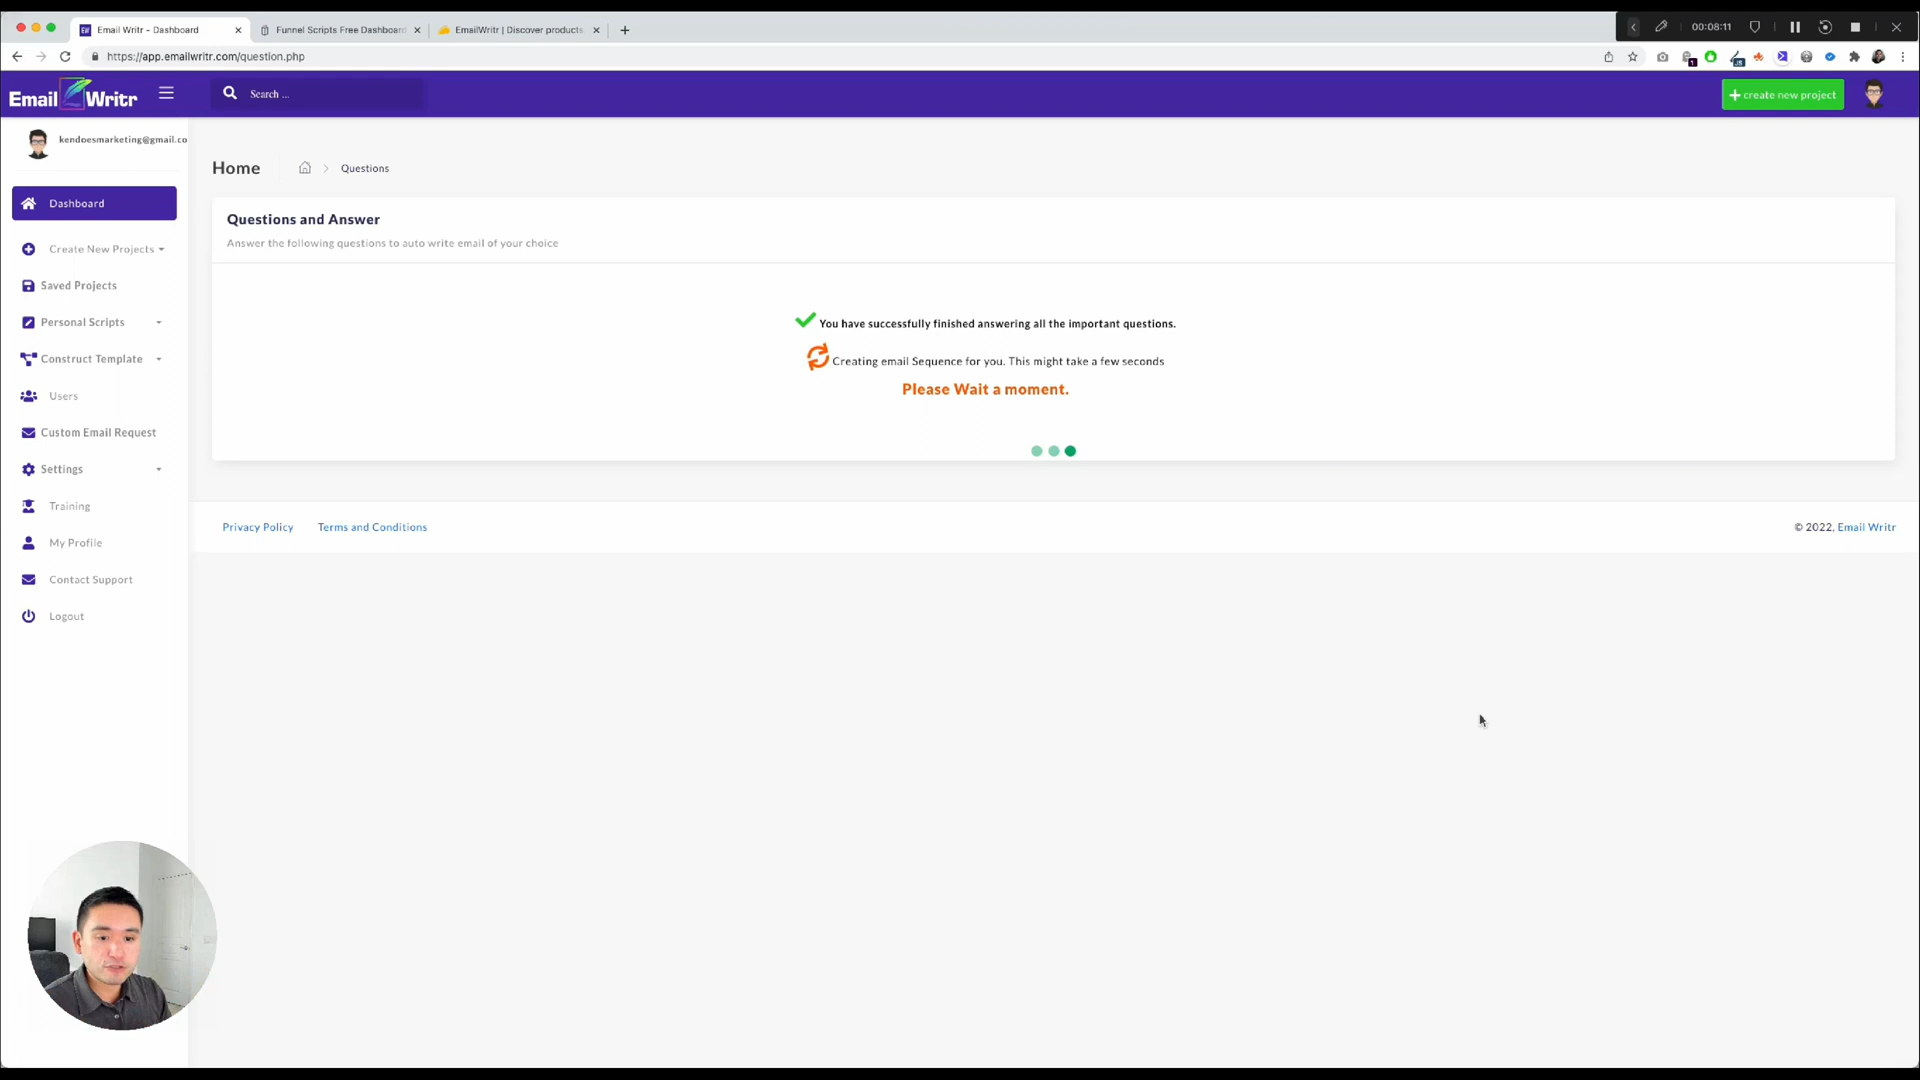 Email Writr - Dashboard
Funnel Scripts Free Dashboard
EmailWritr | Discover products.
00:08:11
https://app.emailwritr.com/question.php
Email Writr
Search ...
create new project
kendoesmarketing@gmail.co
Home
Questions
Dashboard
Create New Projects
Saved Projects
Personal Scripts
Construct Template
Users
Custom Email Request
Settings
Training
My Profile
Contact Support
Logout
Questions and Answer
Answer the following questions to auto write email of your choice
You have successfully finished answering all the important questions.
Creating email Sequence for you. This might take a few seconds
Please Wait a moment.
Privacy Policy
Terms and Conditions
© 2022, Email Writr